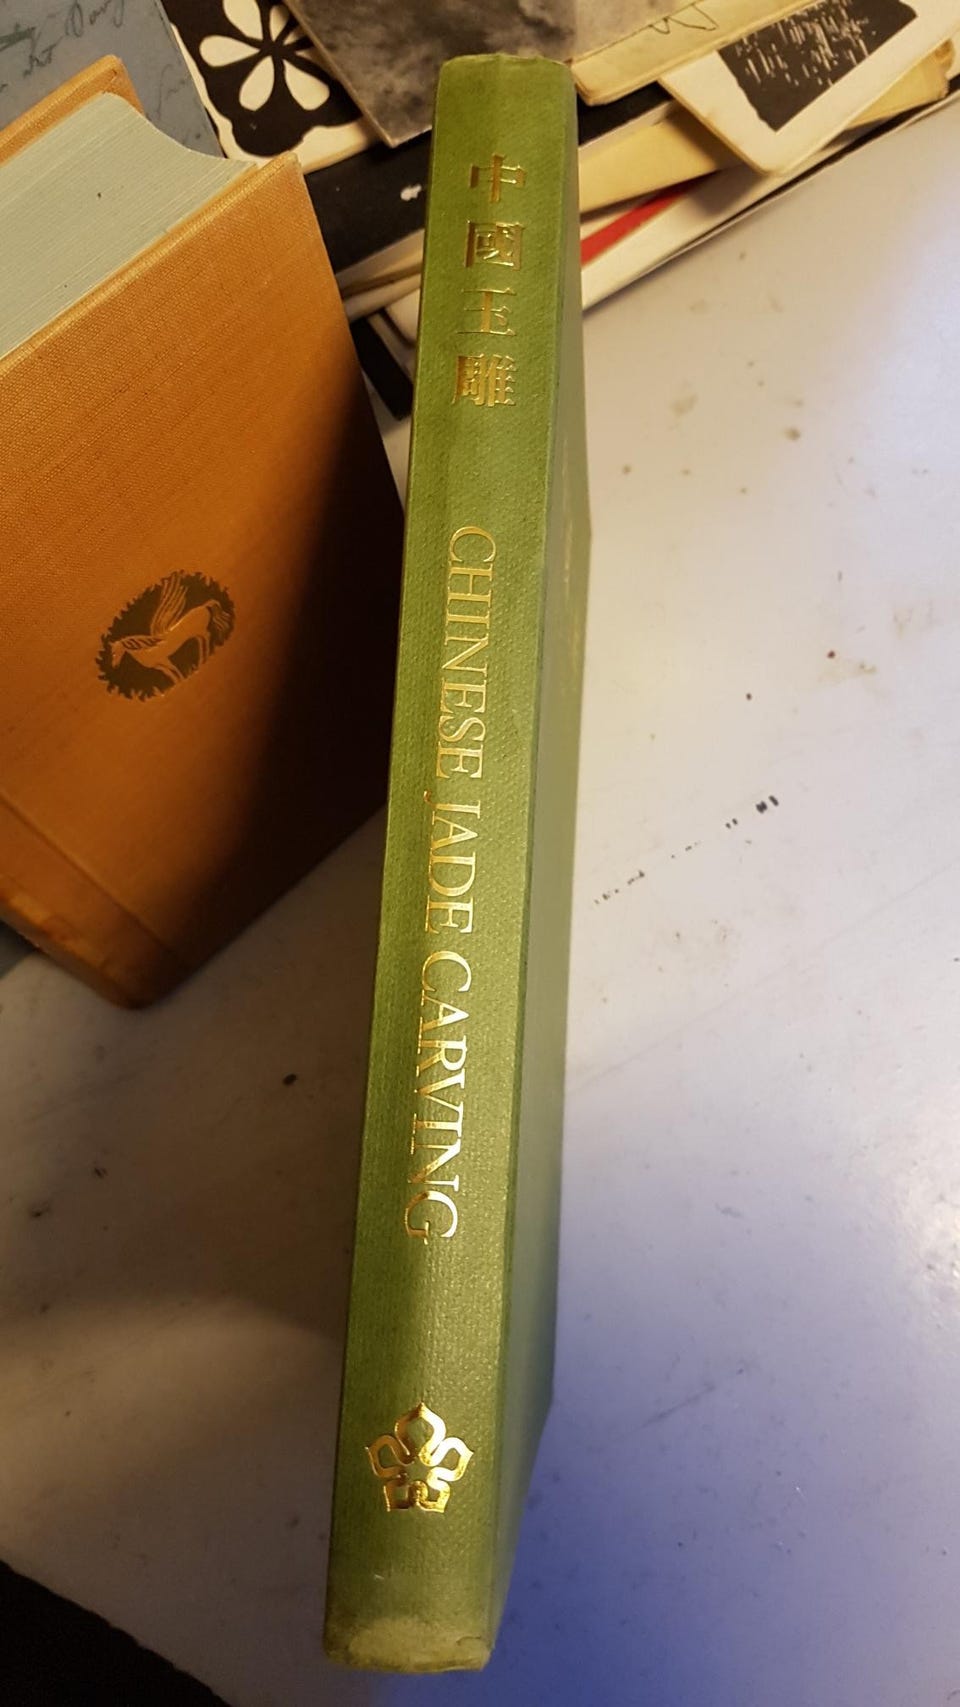 中國玉雕
CHINESE JADE CARVING